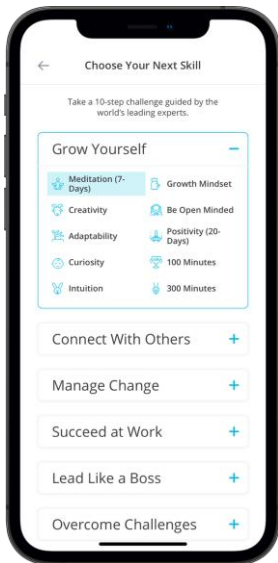 Choose Your Next Skill
Take a 10-step challenge guided by the
world's leading experts.
Grow Yourself
Meditation (7-
Days)
Growth Mindset
Creativity
Be Open Minded
Adaptability
Positivity (20-
Days)
Curiosity
100 Minutes
Intuition
300 Minutes
Connect With Others
Manage Change
Succeed at Work
Lead Like a Boss
Overcome Challenges